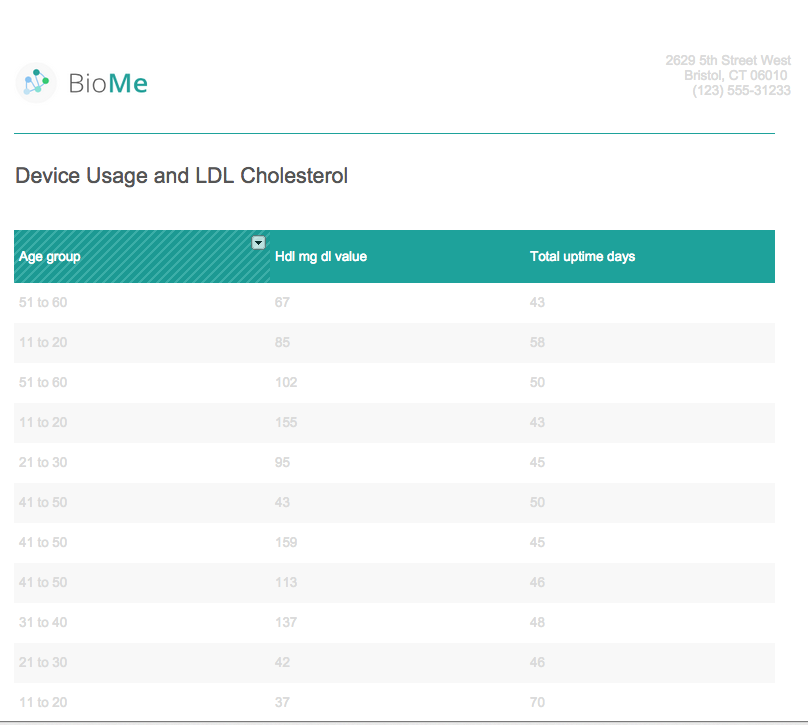 BioMe
2629 5th Street West
Bristol, CT 06010
(123) 555-31233
Device Usage and LDL Cholesterol
Age group Hdl mg dl value Total uptime days
51 to 60 67 43
11 to 20 85 58
51 to 60 102 50
11 to 20 155 43
21 to 30 95 45
41 to 50 43 50
41 to 50 159 45
41 to 50 113 46
31 to 40 137 48
21 to 30 42 46
11 to 20 37 70